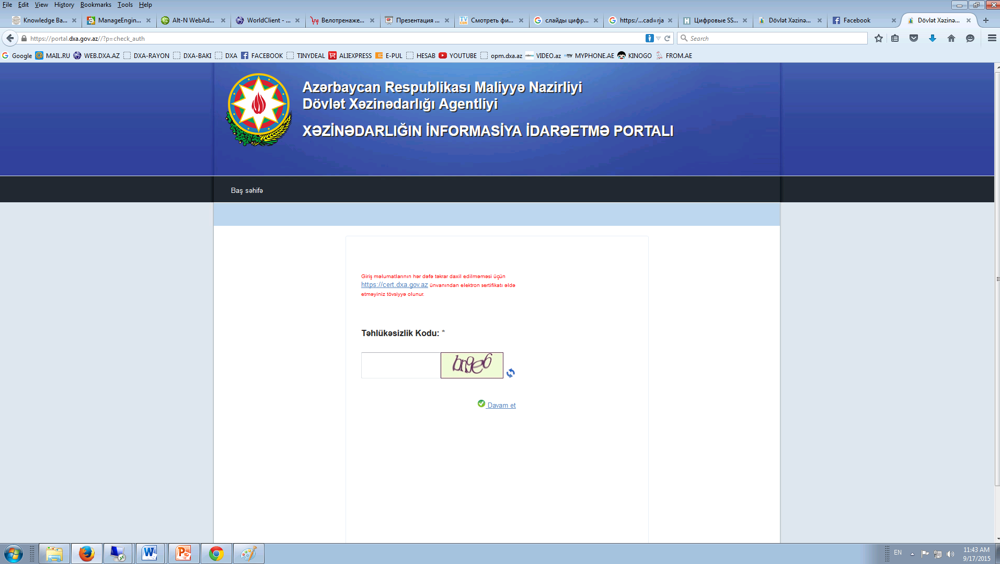 File Edit View History Bookmarks Tools Help
Knowledge Ba... ManageEngin... Alt-N WebAd... WorldClient - ... Велотренаже... Презентация ... Смотреть фи... слайды цифр... https:/...cad=rja Цифровые SS... Dövlət Xəzinə... Facebook Dövlət Xəzinə...
https://portal.dxa.gov.az//?p=check_auth Search
Google MAIL.RU WEB.DXA.AZ DXA-RAYON DXA-BAKI DXA FACEBOOK TINYDEAL ALIEXPRESS E-PUL HESAB YOUTUBE opm.dxa.az VIDEO.az MYPHONE.AE KINOGO FROM.AE
Azərbaycan Respublikası Maliyyə Nazirliyi
Dövlət Xəzinədarlığı Agentliyi
XƏZİNƏDARLIĞIN İNFORMASİYA İDARƏETMƏ PORTALI
Baş səhifə
Giriş məlumatlarının hər dəfə təkrar daxil edilməməsi üçün
https://cert.dxa.gov.az ünvanından elektron sertifikatı əldə
etməyiniz tövsiyyə olunur.
Təhlükəsizlik Kodu: *
bn9e6
Davam et
EN
11:43 AM
9/17/2015